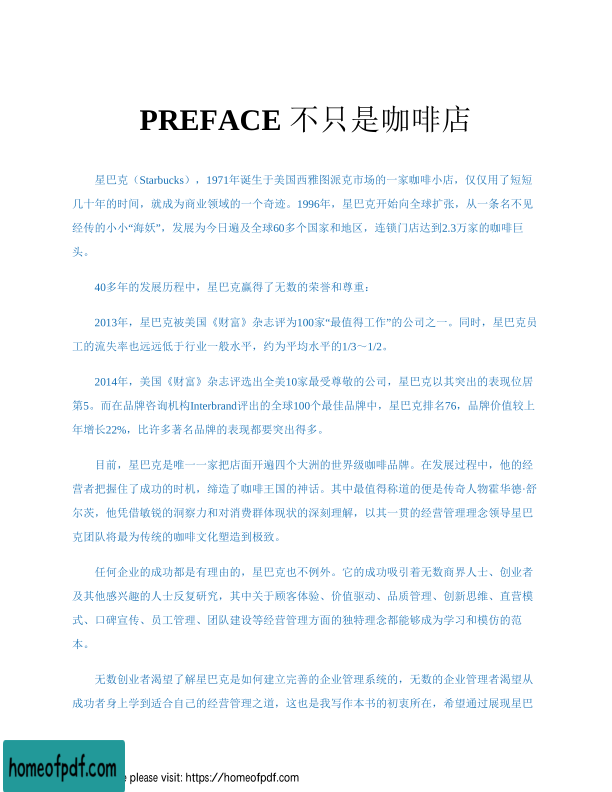 PREFACE 不只是咖啡店
星巴克（Starbucks），1971年诞生于美国西雅图派克市场的一家咖啡小店，仅仅用了短短
几十年的时间，就成为商业领域的一个奇迹。1996年，星巴克开始向全球扩张，从一条名不见
经传的小小“海妖”，发展为今日遍及全球60多个国家和地区，连锁门店达到2.3万家的咖啡巨
头。
40多年的发展历程中，星巴克赢得了无数的荣誉和尊重：
2013年，星巴克被美国《财富》杂志评为100家“最值得工作”的公司之一。同时，星巴克员
工的流失率也远远低于行业一般水平，约为平均水平的1/3～1/2。
2014年，美国《财富》杂志评选出全美10家最受尊敬的公司，星巴克以其突出的表现位居
第5。而在品牌咨询机构Interbrand评出的全球100个最佳品牌中，星巴克排名76，品牌价值较上
年增长22%，比许多著名品牌的表现都要突出得多。
目前，星巴克是唯一一家把店面开遍四个大洲的世界级咖啡品牌。在发展过程中，他的经
营者把握住了成功的时机，缔造了咖啡王国的神话。其中最值得称道的便是传奇人物霍华德·舒
尔茨，他凭借敏锐的洞察力和对消费群体现状的深刻理解，以其一贯的经营管理理念领导星巴
克团队将最为传统的咖啡文化塑造到极致。
任何企业的成功都是有理由的，星巴克也不例外。它的成功吸引着无数商界人士、创业者
及其他感兴趣的人士反复研究，其中关于顾客体验、价值驱动、品质管理、创新思维、直营模
式、口碑宣传、员工管理、团队建设等经营管理方面的独特理念都能够成为学习和模仿的范
本。
无数创业者渴望了解星巴克是如何建立完善的企业管理系统的，无数的企业管理者渴望从
成功者身上学到适合自己的经营管理之道，这也是我写作本书的初衷所在，希望通过展现星巴
homeofpdf.com
please visit: https://homeofpdf.com